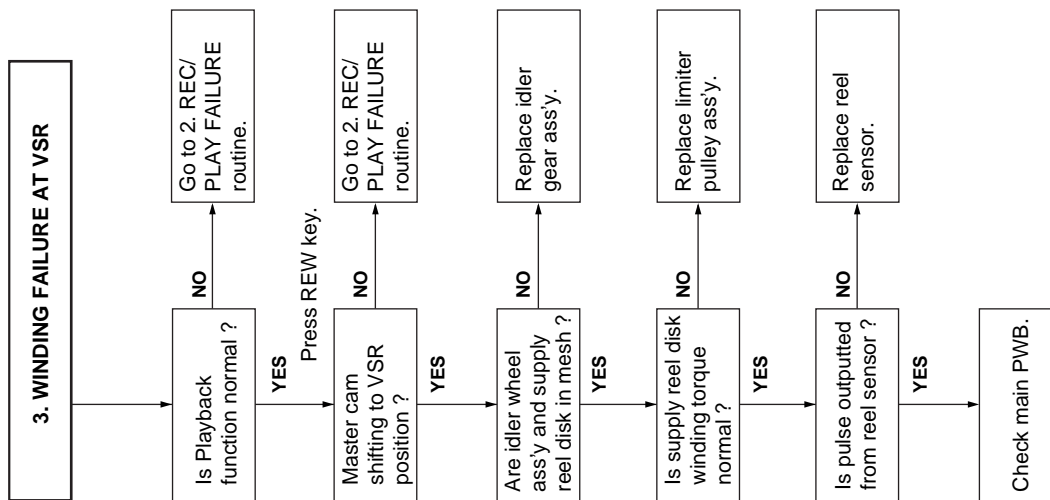 3. WINDING FAILURE AT VSR
Is Playback
function normal ?
NO
Go to 2. REC/
PLAY FAILURE
routine.
YES
Press REW key.
Master cam
shifting to VSR
position ?
NO
Go to 2. REC/
PLAY FAILURE
routine.
YES
Are idler wheel
ass'y and supply
reel disk in mesh ?
NO
Replace idler
gear ass'y.
YES
Is supply reel disk
winding torque
normal ?
NO
Replace limiter
pulley ass'y.
YES
Is pulse outputted
from reel sensor ?
NO
Replace reel
sensor.
YES
Check main PWB.